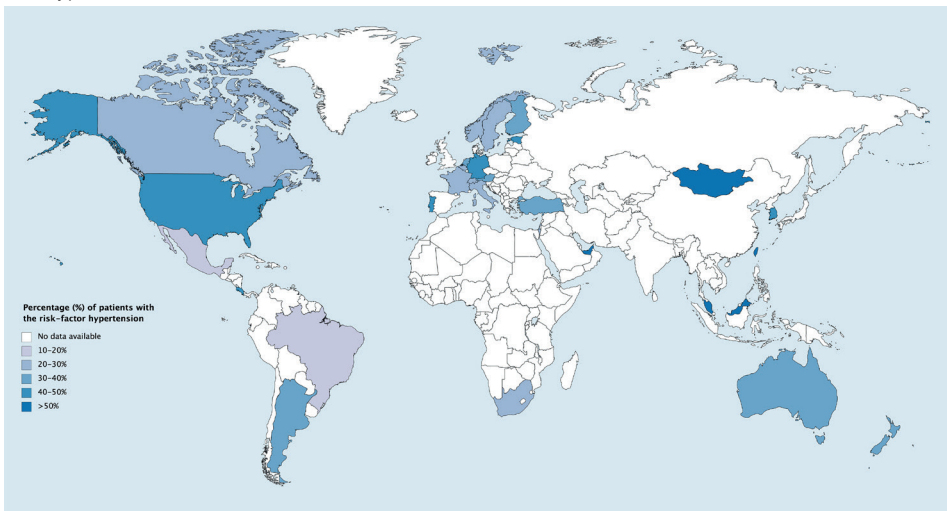 Percentage (%) of patients with
the risk-factor hypertension
No data available
10-20%
20-30%
30-40%
40-50%
>50%